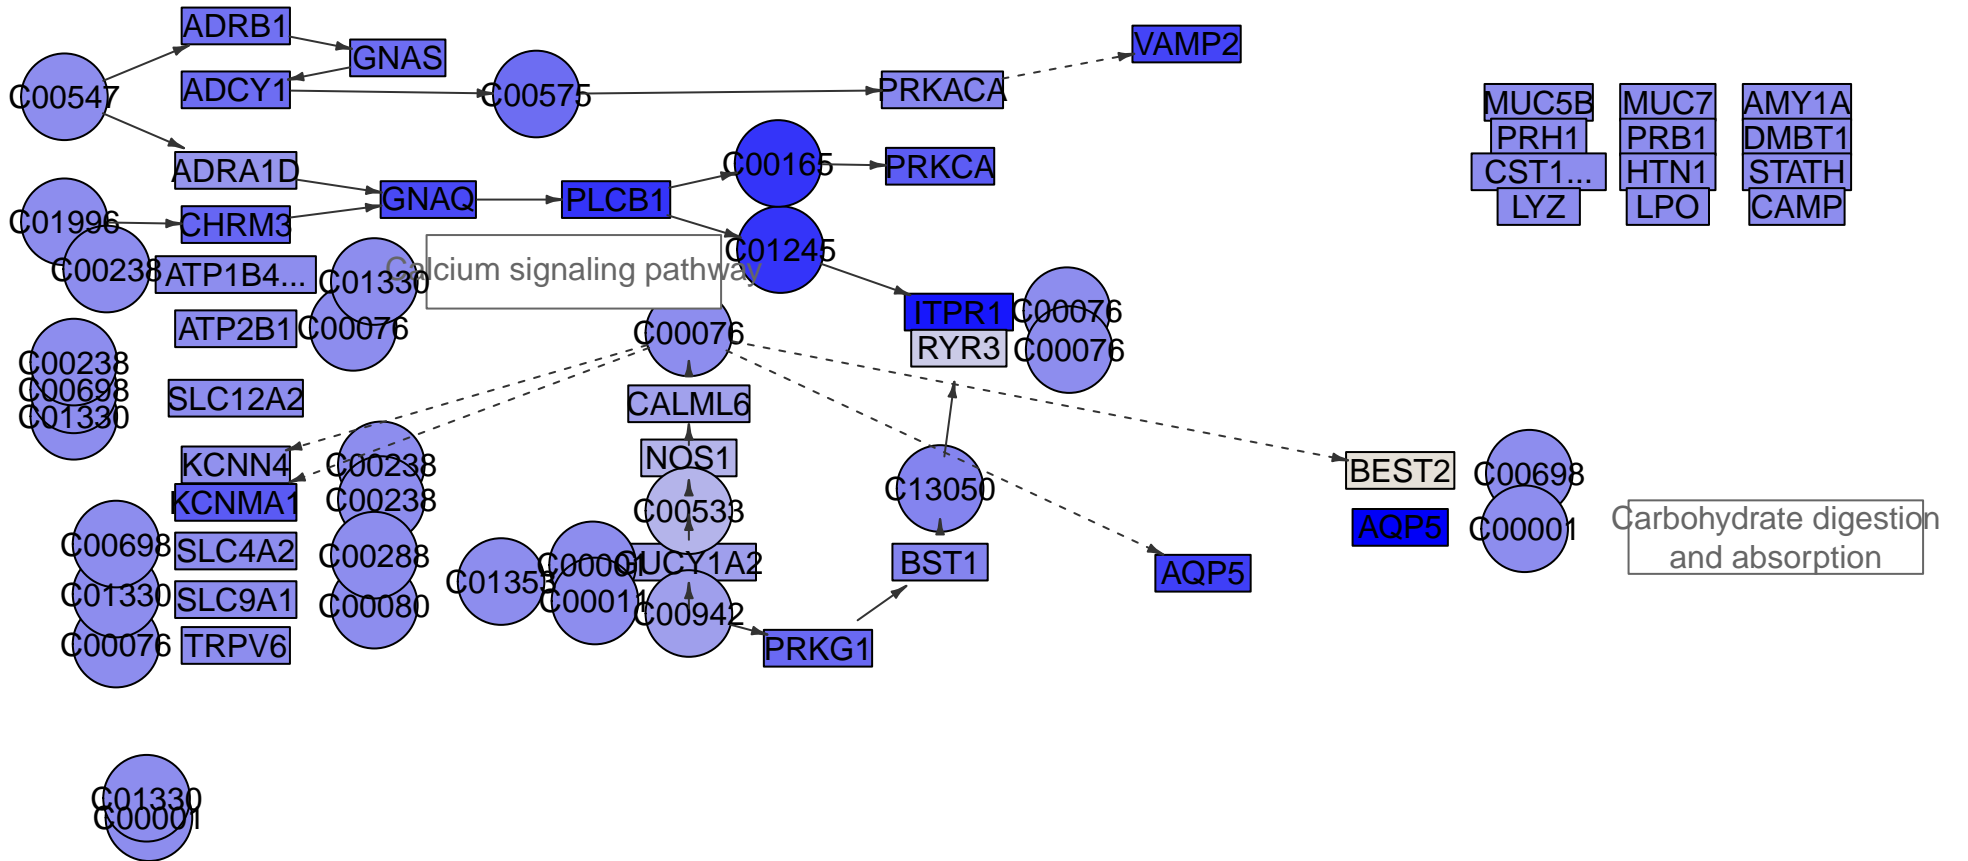 ADRB1
GNAS
VAMP2
C00547
ADCY1
C00575
PRKACA
MUC5B
MUC7
AMY1A
PRH1
PRB1
DMBT1
ADRA1D
C00165
PRKCA
CST1...
HTN1
STATH
GNAQ
PLCB1
LYZ
LPO
CAMP
C01996
CHRM3
C01245
C00238
ATP1B4...
C01330
Calcium signaling pathway
ATP2B1
C00076
C00076
ITPR1
C00076
RYR3
C00076
C00238
C00698
C01330
SLC12A2
CALML6
KCNN4
C00238
NOS1
BEST2
C00698
KCNMA1
C00238
C00533
C13050
AQP5
C00001
Carbohydrate digestion
and absorption
C00698
SLC4A2
C00288
C00001
GUCY1A2
BST1
AQP5
C01330
SLC9A1
C00080
C01353
C00011
C00942
C00076
TRPV6
PRKG1
C01330
C00001